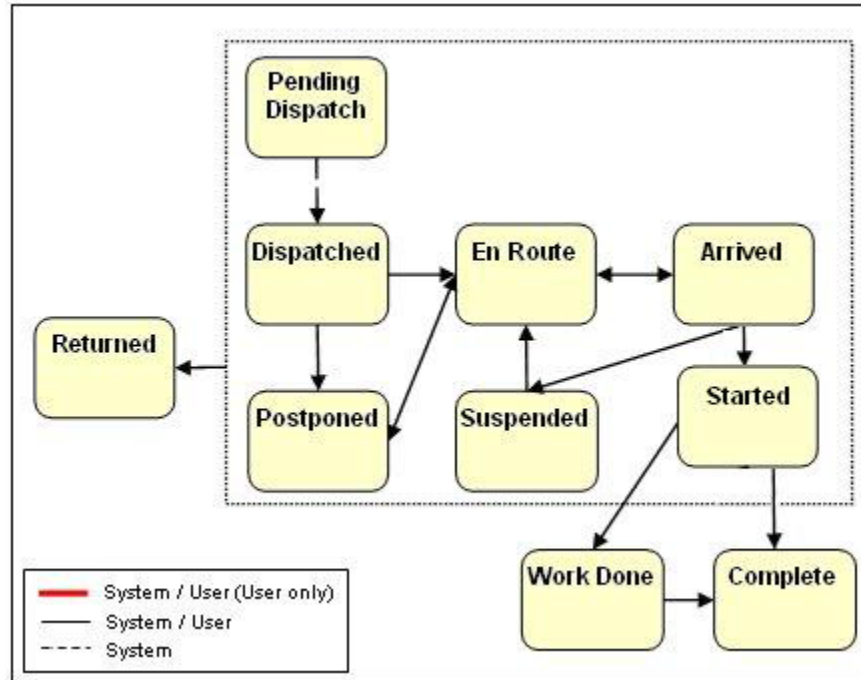 Pending
Dispatch
Dispatched
En Route
Arrived
Returned
Postponed
Suspended
Started
Work Done
Complete
System / User (User only)
System / User
System